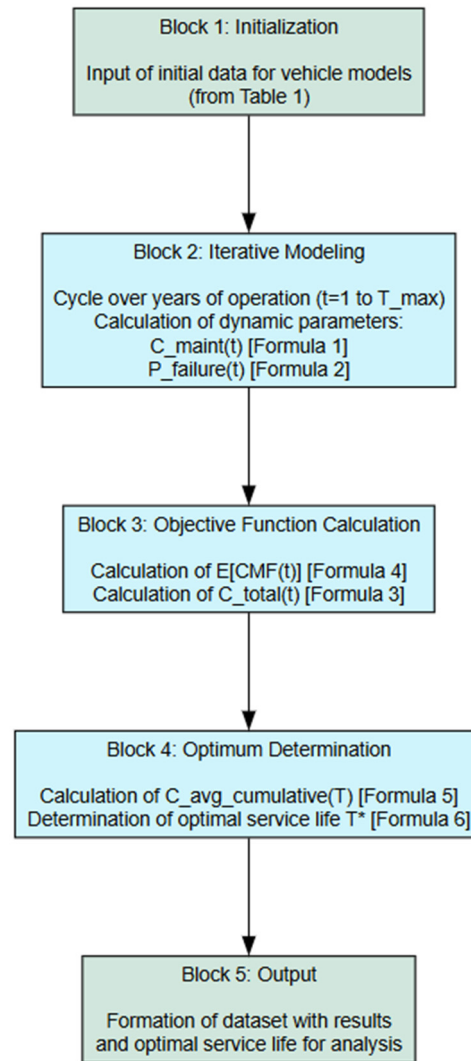 Block 1: Initialization
Input of initial data for vehicle models
(from Table 1)
Block 2: Iterative Modeling
Cycle over years of operation (t=1 to T_max)
Calculation of dynamic parameters:
C_maint(t) [Formula 1]
P_failure(t) [Formula 2]
Block 3: Objective Function Calculation
Calculation of E[CMF(t)] [Formula 4]
Calculation of C_total(t) [Formula 3]
Block 4: Optimum Determination
Calculation of C_avg_cumulative(T) [Formula 5]
Determination of optimal service life T* [Formula 6]
Block 5: Output
Formation of dataset with results
and optimal service life for analysis